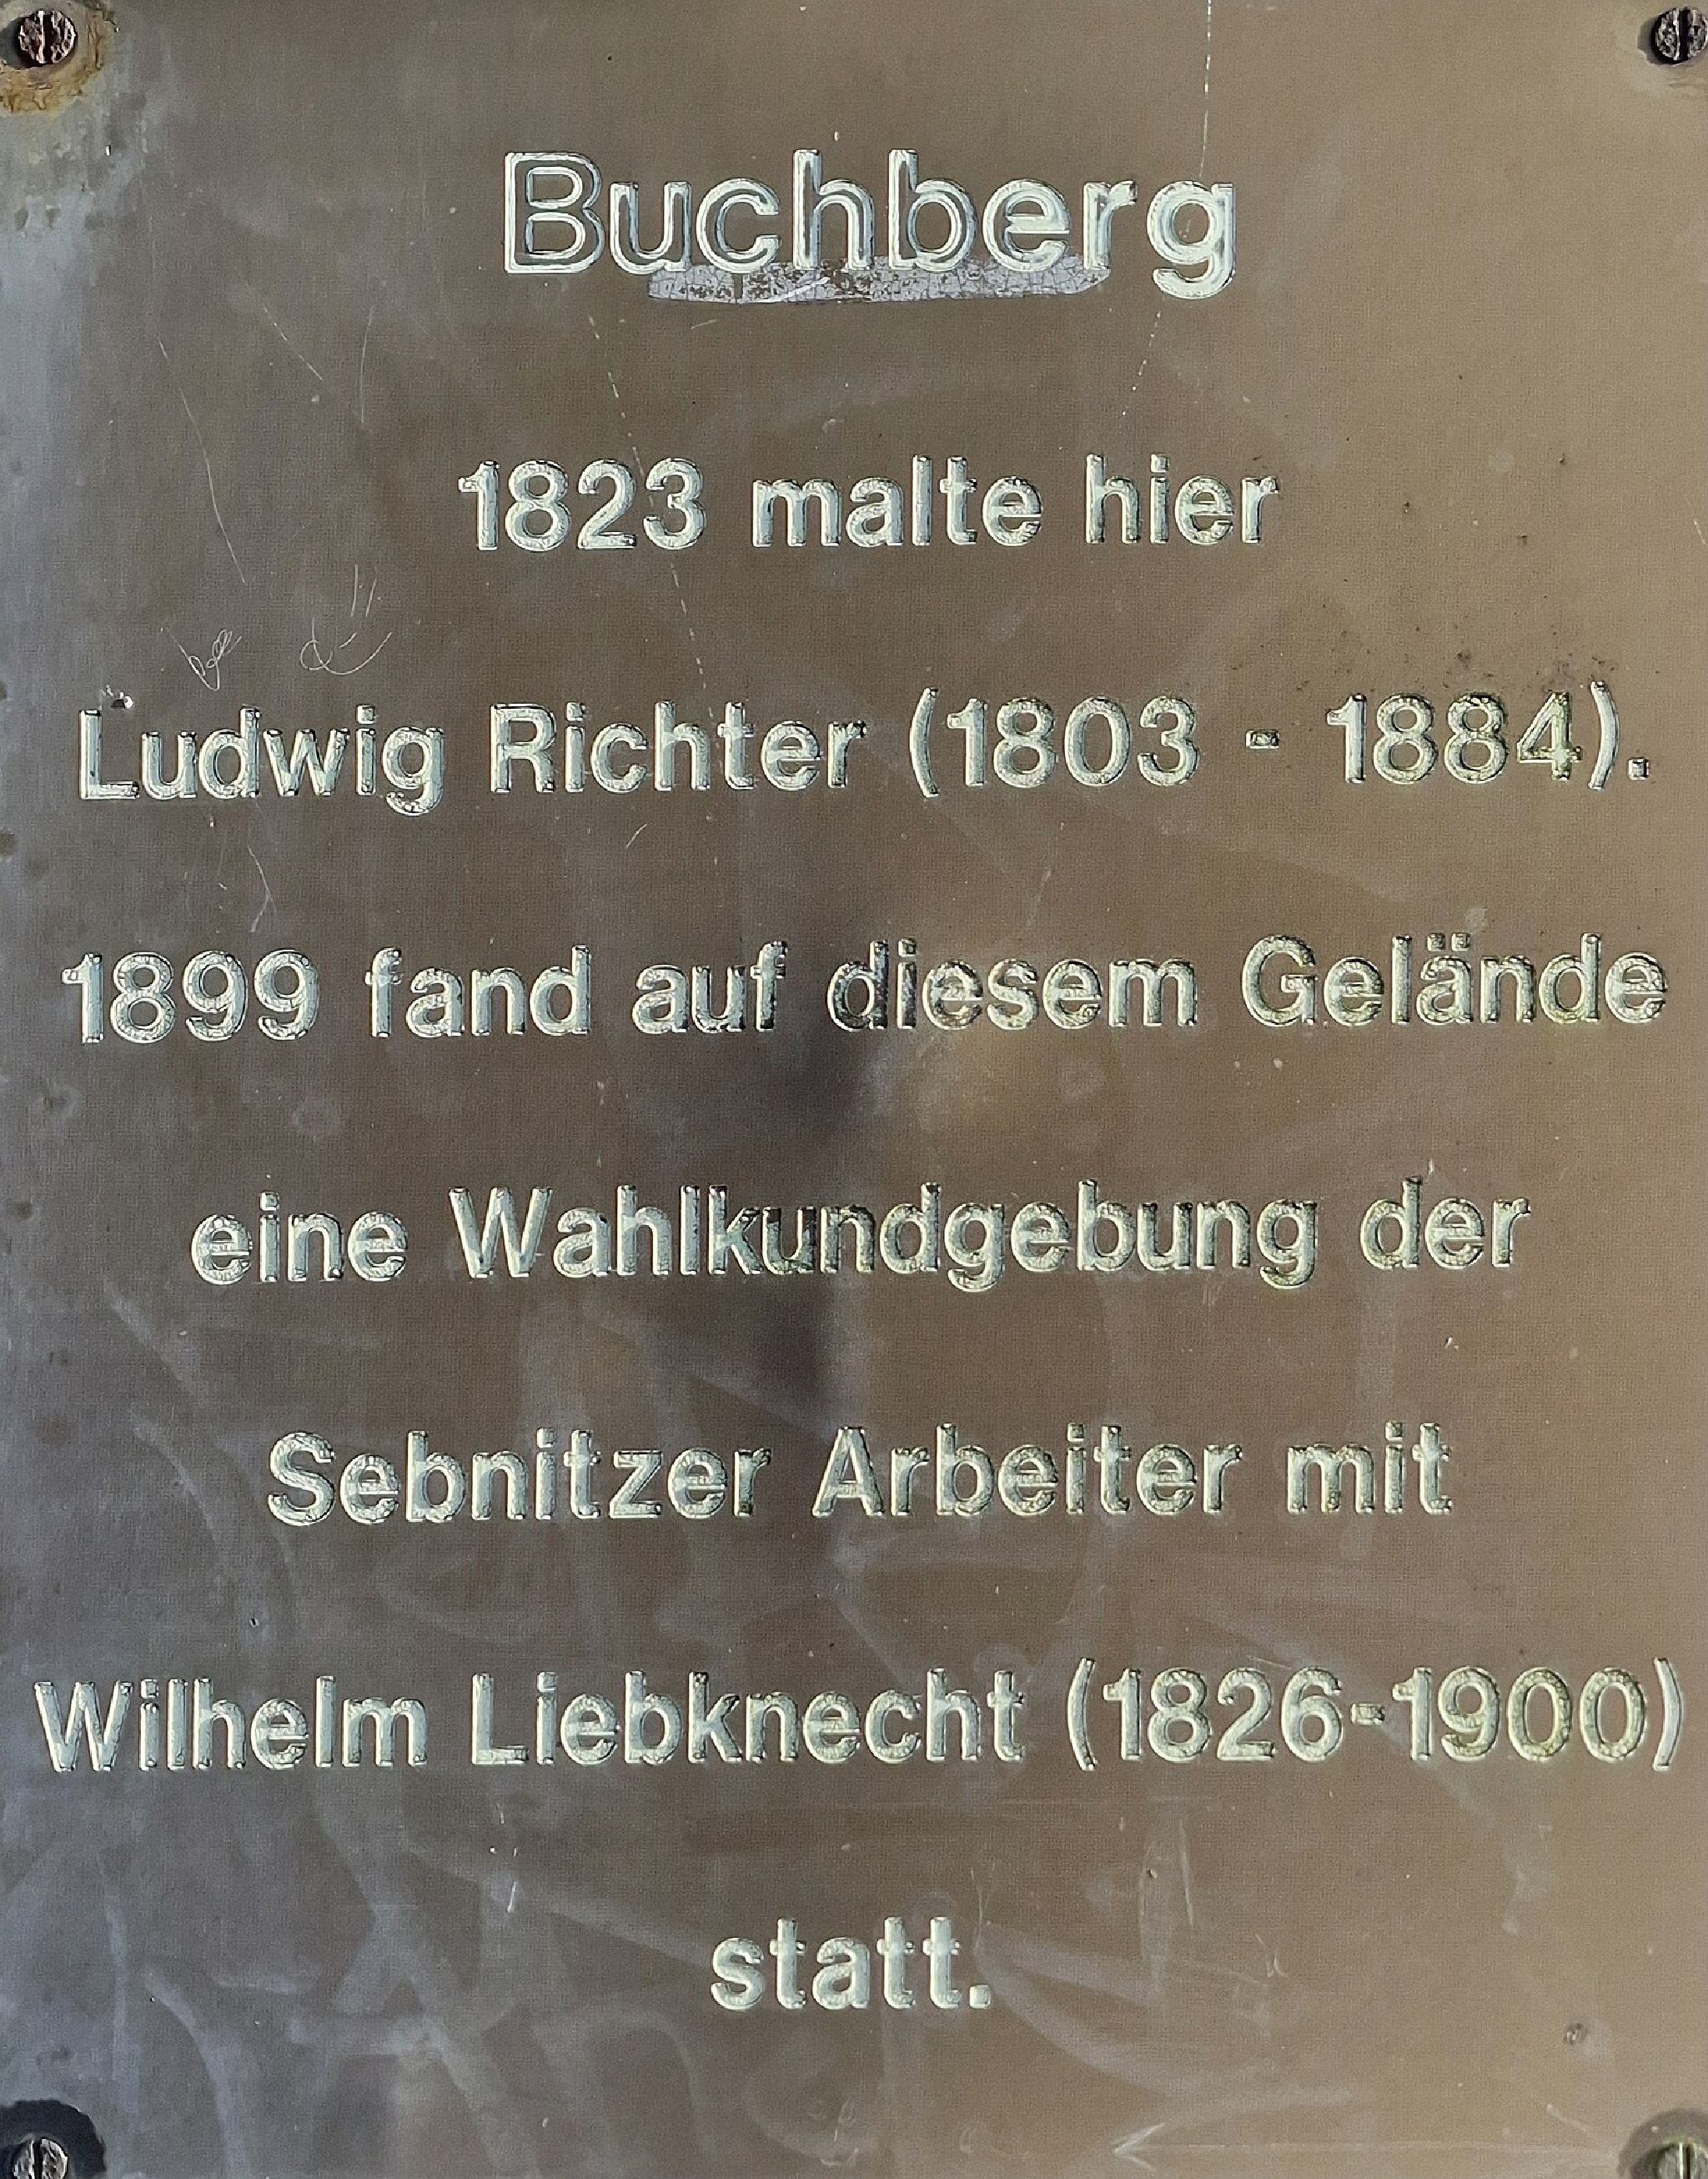 Buchberg
1823 malte hier
Ludwig Richter (1803 - 1884).
1899 fand auf diesem Gelände
eine Wahlkundgebung der
Sebnitzer Arbeiter mit
Wilhelm Liebknecht (1826-1900)
statt.